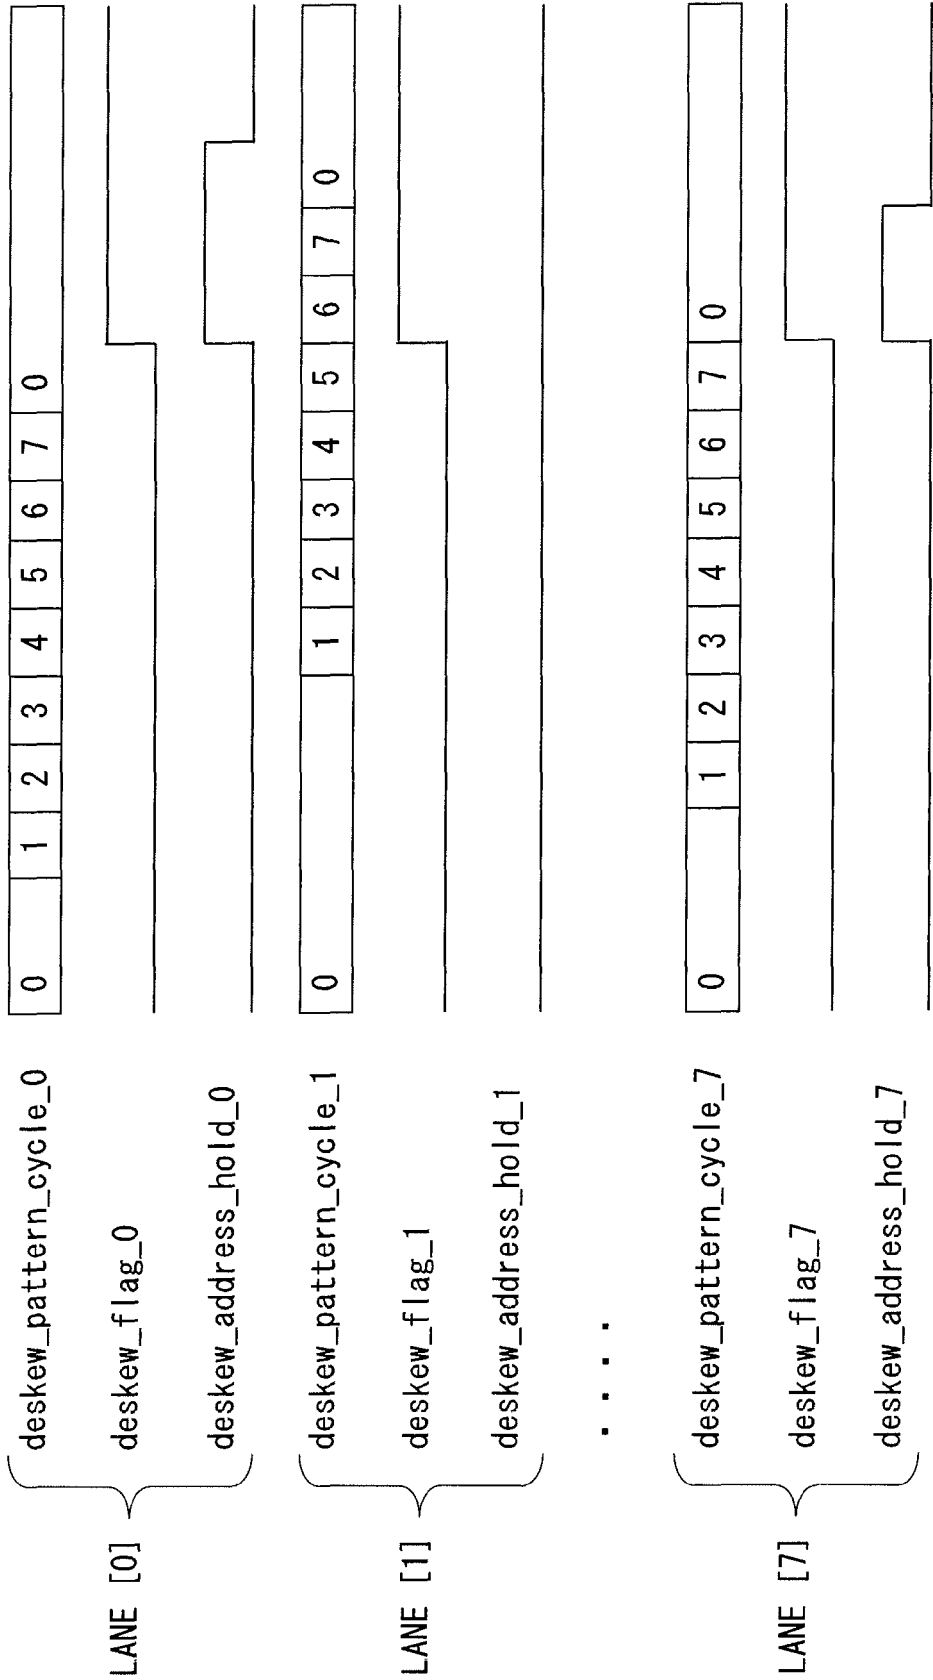 LANE [0]
deskew_pattern_cycle_0
0 1 2 3 4 5 6 7 0
deskew_flag_0
deskew_address_hold_0
LANE [1]
deskew_pattern_cycle_1
0 1 2 3 4 5 6 7 0
deskew_flag_1
deskew_address_hold_1
....
LANE [7]
deskew_pattern_cycle_7
0 1 2 3 4 5 6 7 0
deskew_flag_7
deskew_address_hold_7